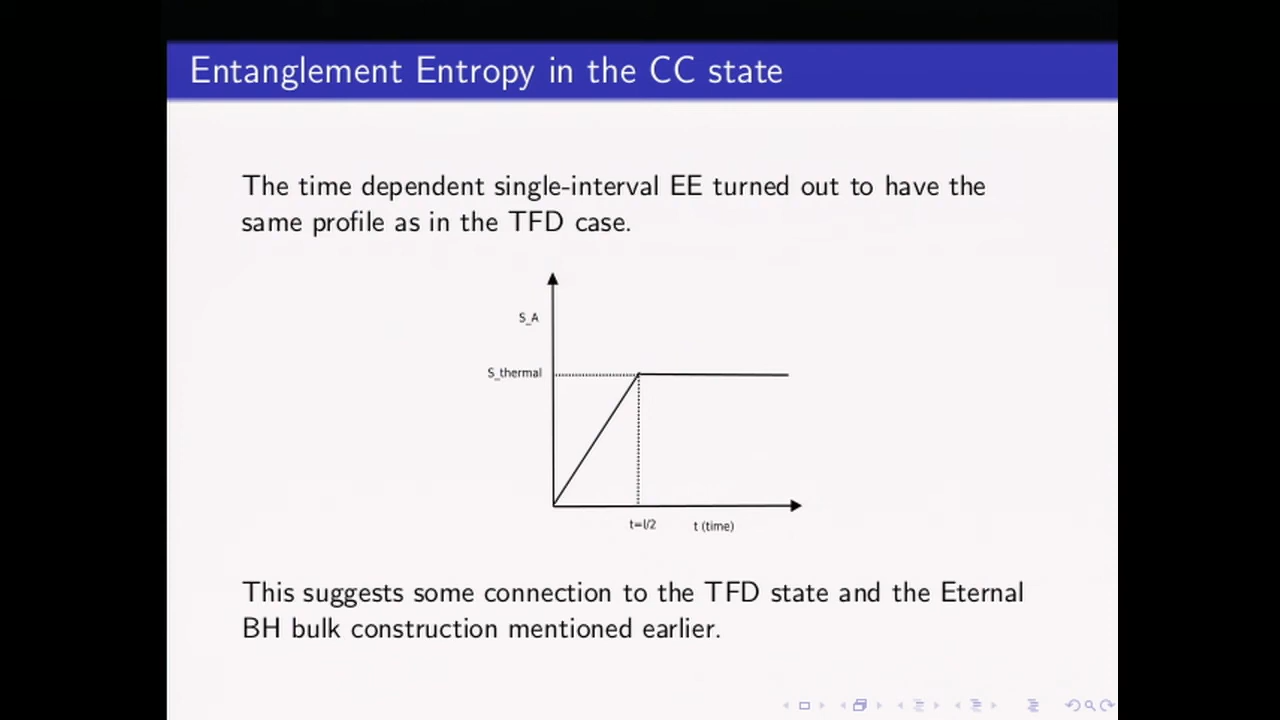 Entanglement Entropy in the CC state
The time dependent single-interval EE turned out to have the
same profile as in the TFD case.
S_A
S_thermal
t=l/2
t (time)
This suggests some connection to the TFD state and the Eternal
BH bulk construction mentioned earlier.